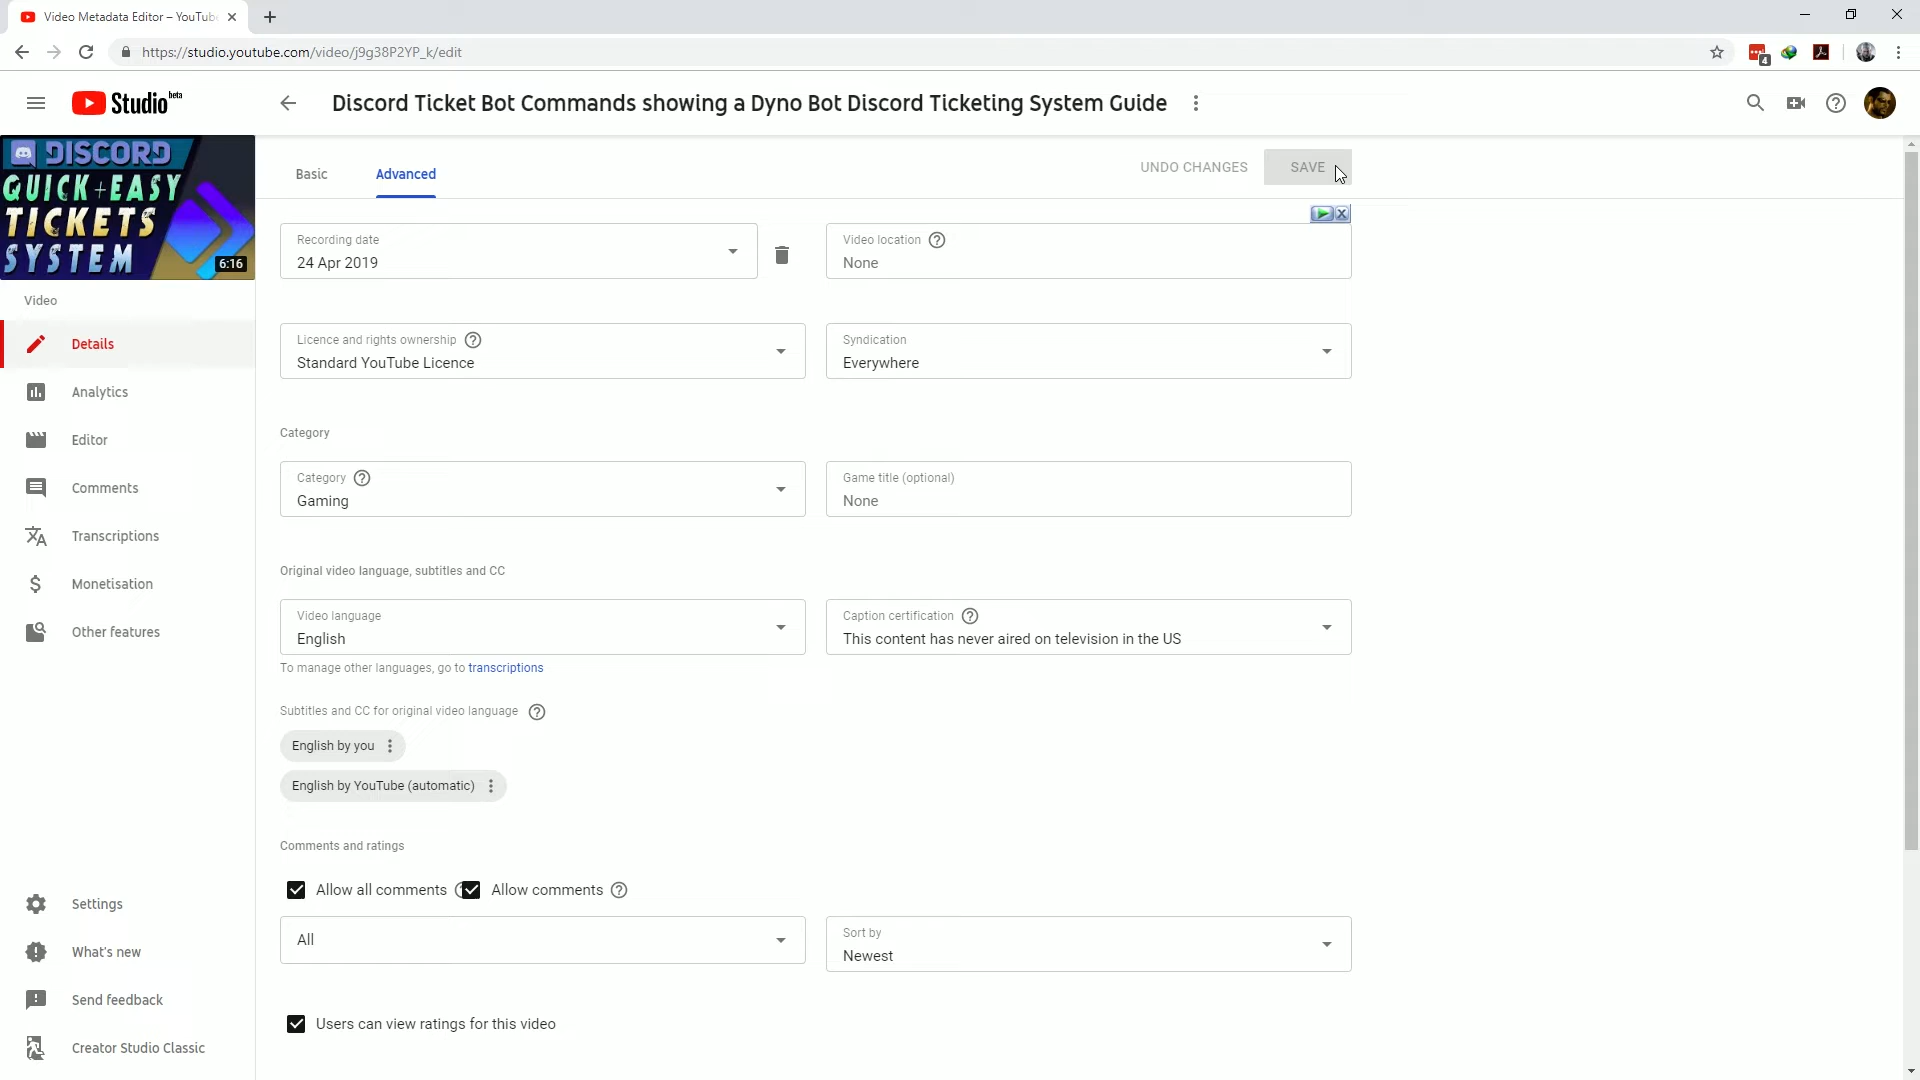 Video Metadata Editor – YouTub
https://studio.youtube.com/video/j9g38P2YP_k/edit
4
Studio beta
Discord Ticket Bot Commands showing a Dyno Bot Discord Ticketing System Guide
DISCORD
QUICK+EASY
TICKETS
SYSTEM
6:16
Basic
Advanced
UNDO CHANGES
SAVE
Recording date
24 Apr 2019
Video location
None
Video
Details
Analytics
Editor
Comments
Transcriptions
Monetisation
Other features
Licence and rights ownership
Standard YouTube Licence
Syndication
Everywhere
Category
Category
Gaming
Game title (optional)
None
Original video language, subtitles and CC
Video language
English
Caption certification
This content has never aired on television in the US
To manage other languages, go to transcriptions
Subtitles and CC for original video language
English by you
English by YouTube (automatic)
Comments and ratings
Allow all comments
Allow comments
All
Sort by
Newest
Users can view ratings for this video
Settings
What's new
Send feedback
Creator Studio Classic